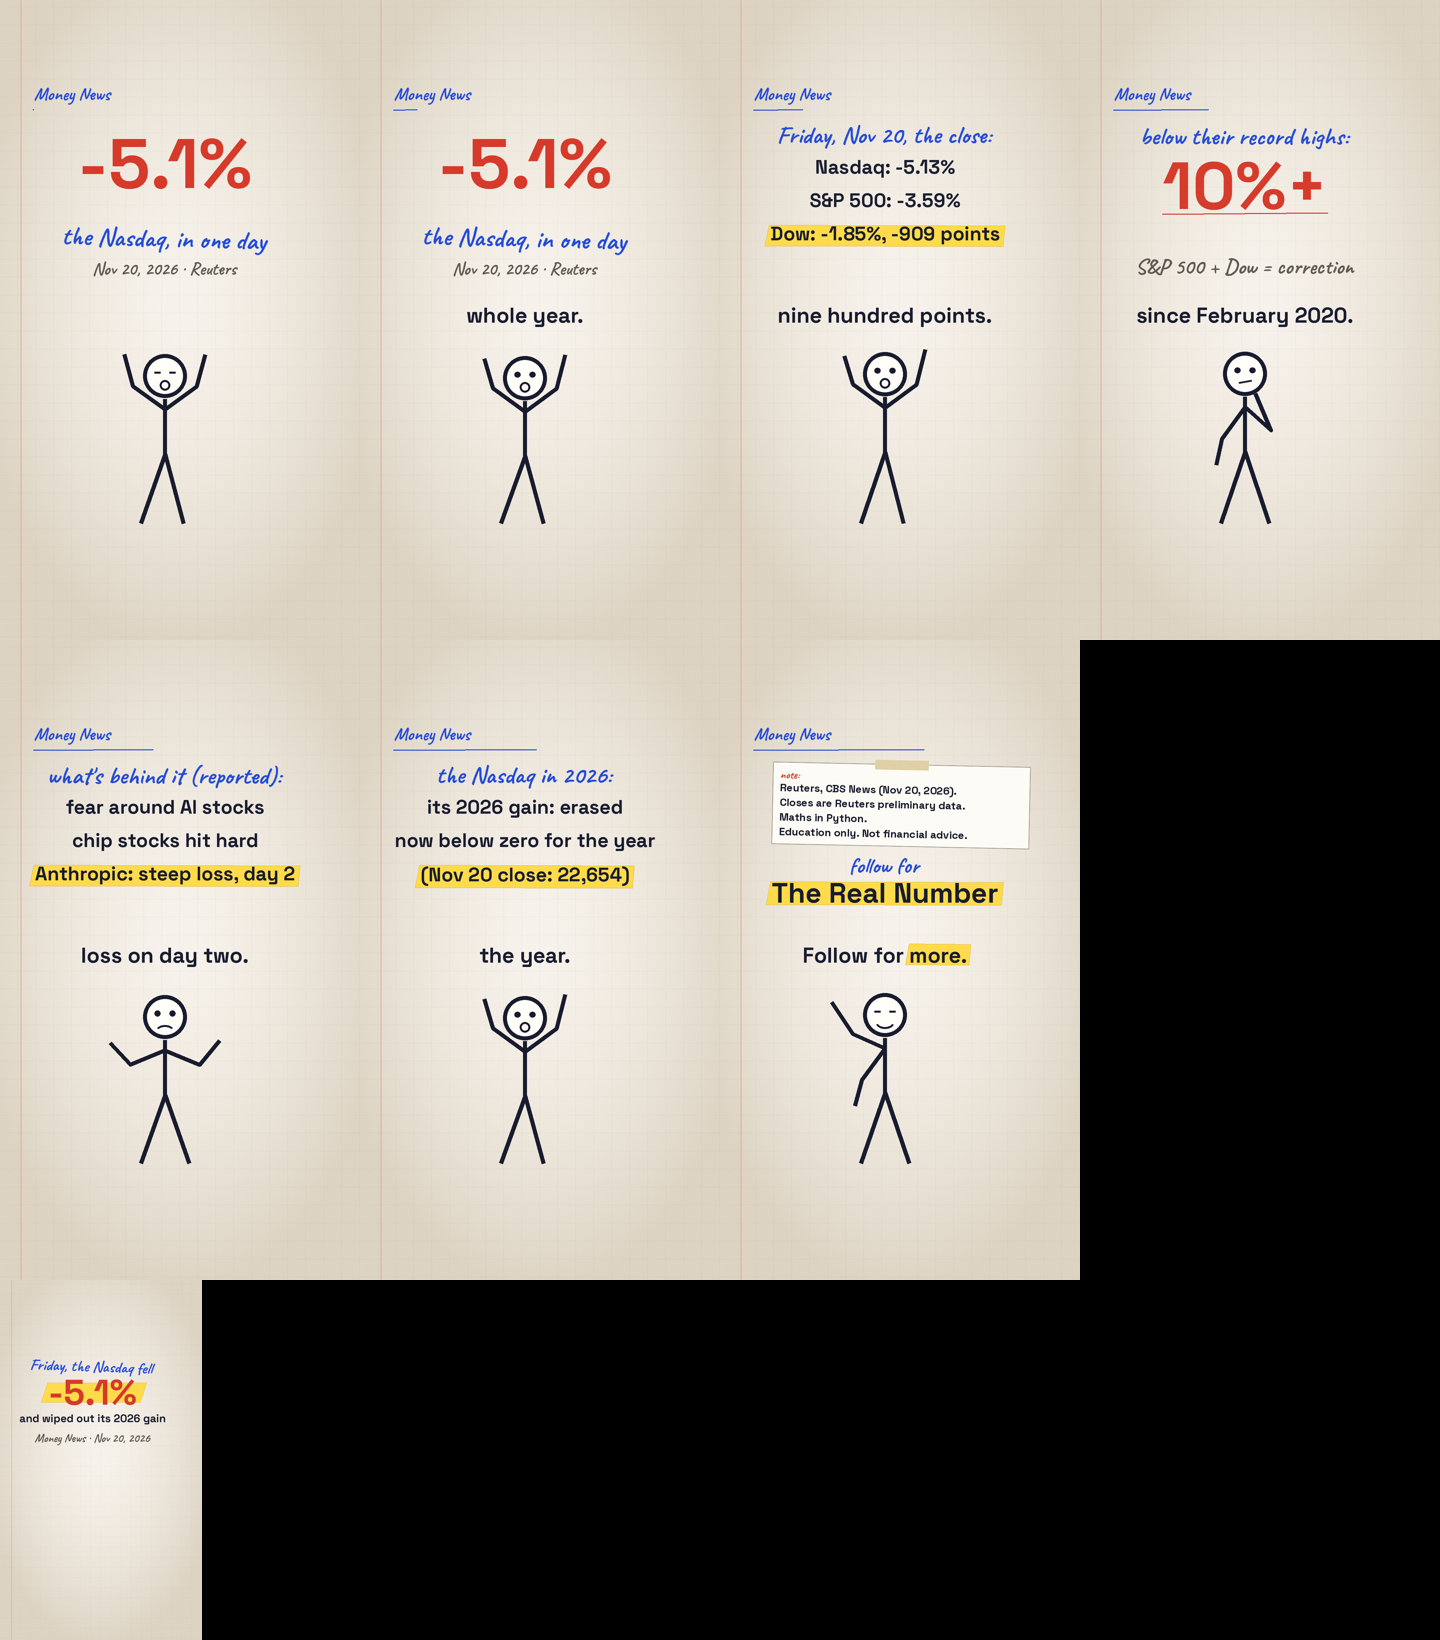 Money News
-5.1%
the Nasdaq, in one day
Nov 20, 2026 · Reuters
Money News
-5.1%
the Nasdaq, in one day
Nov 20, 2026 · Reuters
whole year.
Money News
Friday, Nov 20, the close:
Nasdaq: -5.13%
S&P 500: -3.59%
Dow: -1.85%, -909 points
nine hundred points.
Money News
below their record highs:
10%+
S&P 500 + Dow = correction
since February 2020.
Money News
what's behind it (reported):
fear around AI stocks
chip stocks hit hard
Anthropic: steep loss, day 2
loss on day two.
Money News
the Nasdaq in 2026:
its 2026 gain: erased
now below zero for the year
(Nov 20 close: 22,654)
the year.
Money News
note:
Reuters, CBS News (Nov 20, 2026).
Closes are Reuters preliminary data.
Maths in Python.
Education only. Not financial advice.
follow for
The Real Number
Follow for more.
Friday, the Nasdaq fell
-5.1%
and wiped out its 2026 gain
Money News · Nov 20, 2026